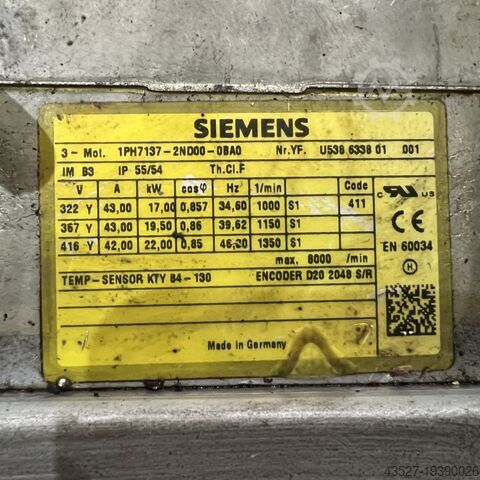 SIEMENS
3~ Mot. 1PH7137-2ND00-0BA0 Nr.YF. U538 6338 01 001
IM B3 IP 55/54 Th.Cl.F
V A kW cosφ Hz 1/min Code
322 Y 43,00 17,00 0,857 34,60 1000 S1 411
367 Y 43,00 19,50 0,86 39,62 1150 S1
416 Y 42,00 22,00 0,85 46,30 1350 S1
c UR US
CE
EN 60034
max. 8000 /min
H
TEMP-SENSOR KTY 84-130 ENCODER D20 2048 S/R
Made in Germany
43527-19390026